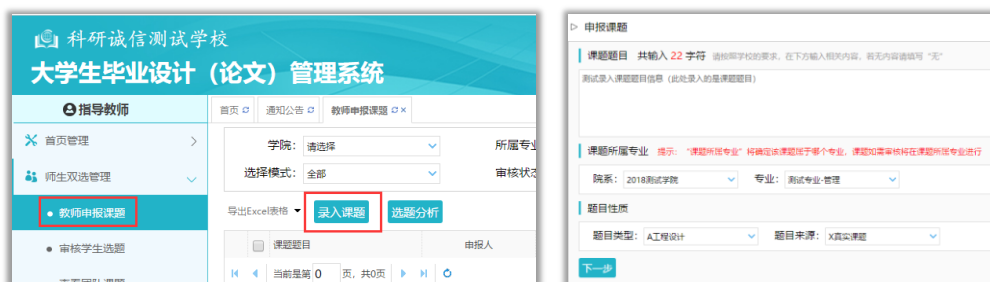 科研诚信测试学校
大学生毕业设计（论文）管理系统
指导教师
首页管理
师生双选管理
教师申报课题
审核学生选题
首页 通知公告 教师申报课题 ×
学院： 请选择 所属专业
选择模式： 全部 审核状态
导出Excel表格 录入课题 选题分析
课题题目 申报人
当前是第 0 页，共0页
申报课题
课题题目 共输入 22 字符 请按照学校的要求，在下方输入相关内容，若无内容请填写 "无"
测试录入课题题目信息（此处录入的是课题题目）
课题所属专业 提示： "课题所属专业" 将确定该课题属于哪个专业，课题如需审核将在课题所属专业进行
院系： 2018测试学院 专业： 测试专业-管理
题目性质
题目类型： A工程设计 题目来源： X真实课题
下一步